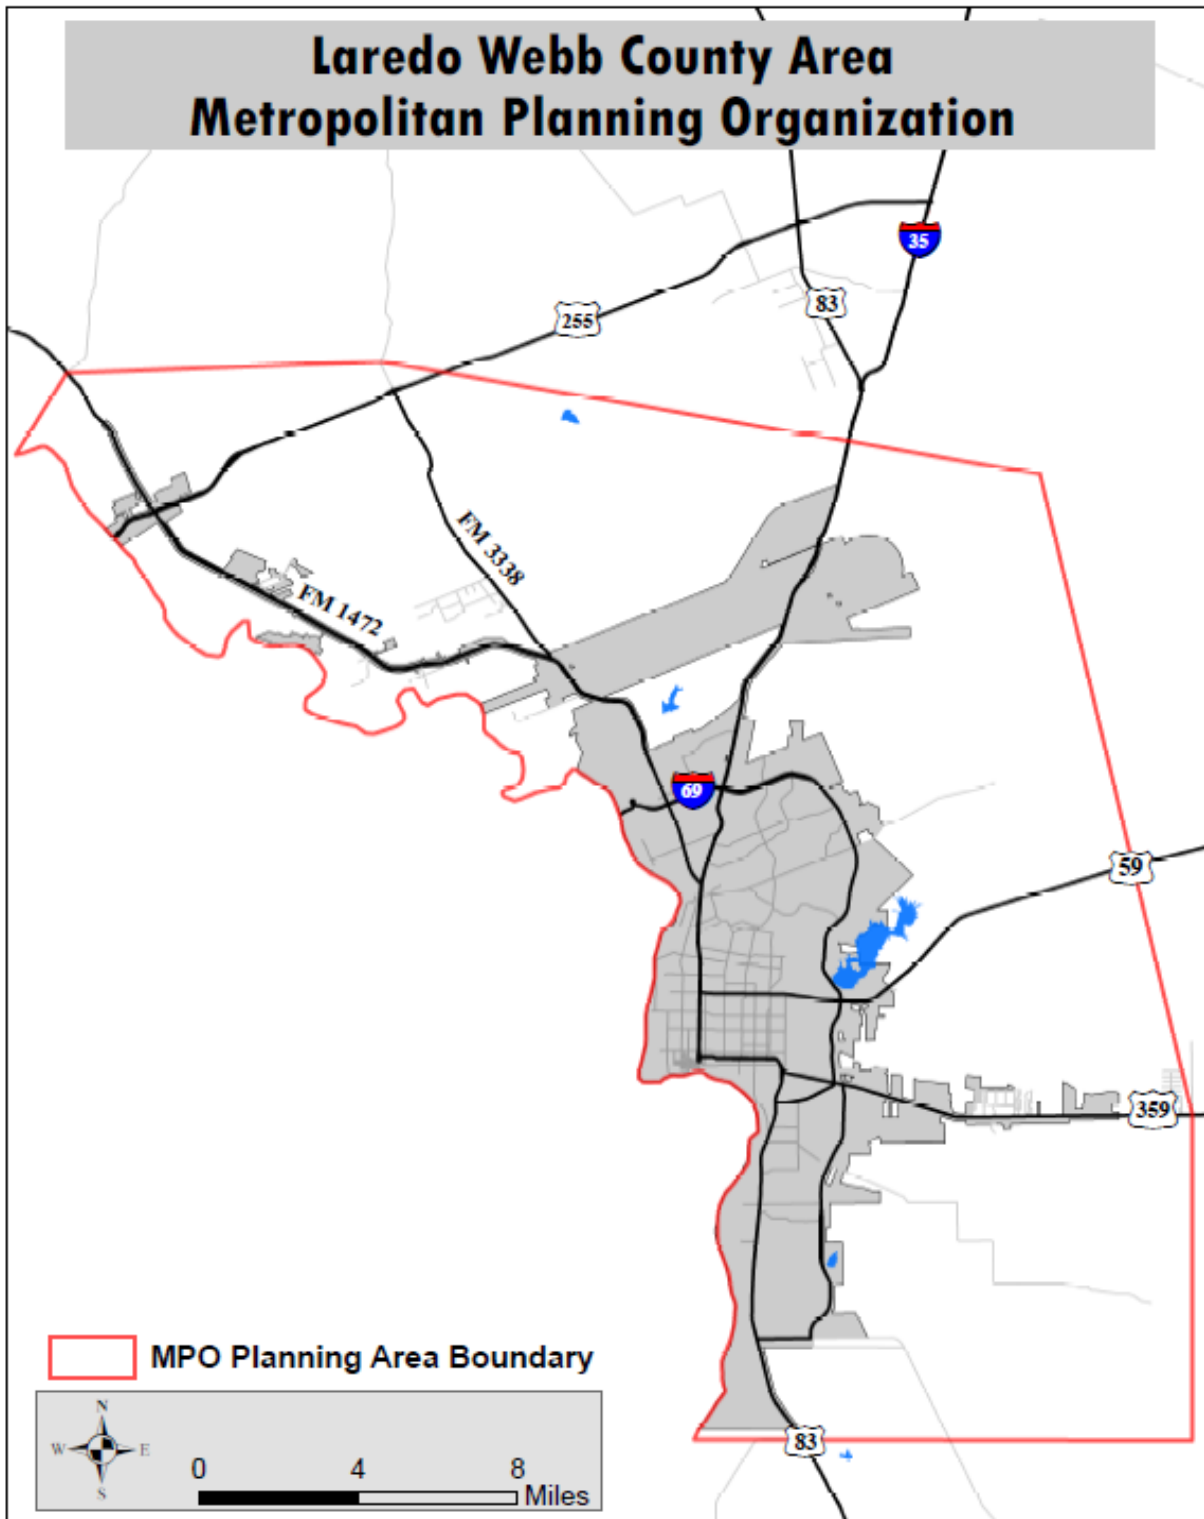 Laredo Webb County Area
Metropolitan Planning Organization
35
83
255
FM 3338
FM 1472
69
59
359
MPO Planning Area Boundary
83
N
W E
S
0 4 8
Miles